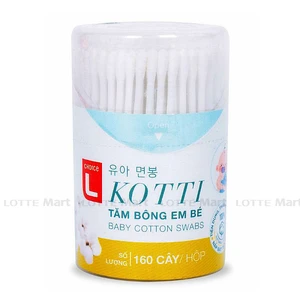 CHOICE
L
유아 면봉
KOTTI
TĂM BÔNG EM BÉ
BABY COTTON SWABS
SỐ LƯỢNG
160 CÂY/ HỘP
LOTTE Mart